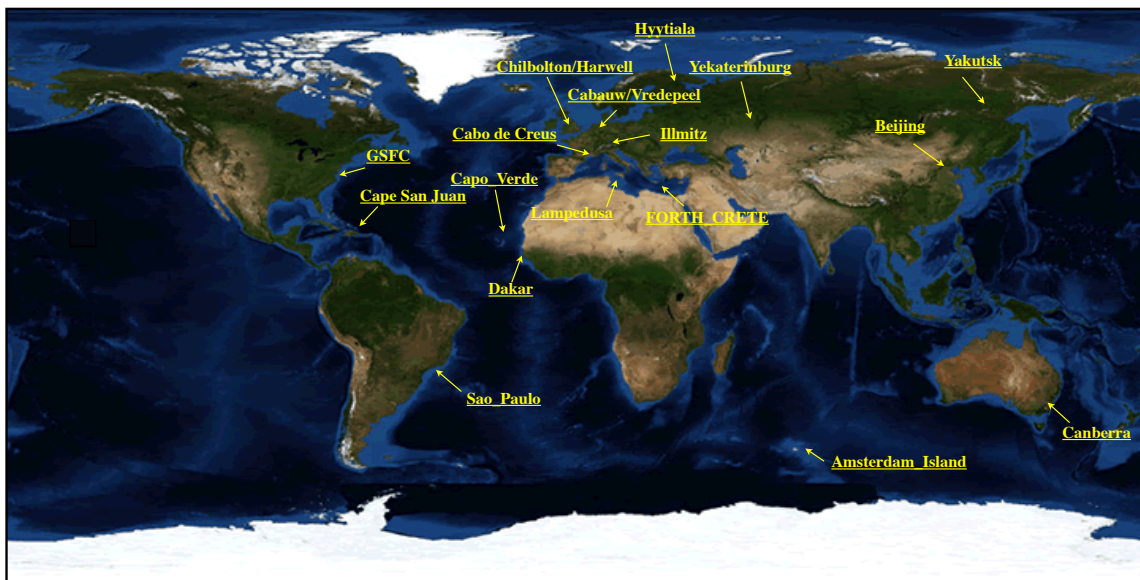 Hyytiala
Chilbolton/Harwell
Yekaterinburg
Yakutsk
Cabauw/Vredepeel
Beijing
Cabo de Creus
Illmitz
GSFC
Capo_Verde
Cape San Juan
Lampedusa
FORTH_CRETE
Dakar
Sao_Paulo
Canberra
Amsterdam_Island